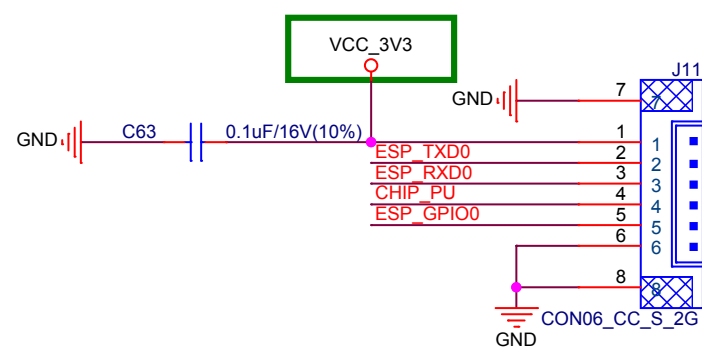 VCC_3V3
J11
GND
7
7
GND
C63
0.1uF/16V(10%)
1
1
ESP_TXD0
2
2
ESP_RXD0
3
3
CHIP_PU
4
4
ESP_GPIO0
5
5
6
6
8
8
CON06_CC_S_2G
GND